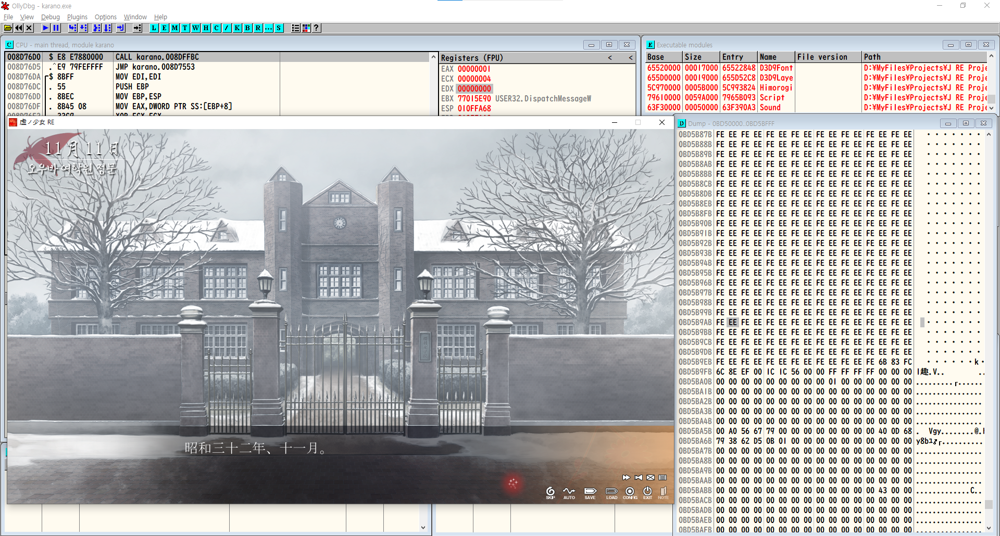 OllyDbg - karano.exe
File View Debug Plugins Options Window Help
L E M T W H C / K B R ... S ?
C CPU - main thread, module karano
008D76D0 $ E8 E7880000 CALL karano.008DFFBC
008D76D5 .^ E9 79FEFFFF JMP karano.008D7553
008D76DA $ 8BFF MOV EDI,EDI
008D76DC . 55 PUSH EBP
008D76DD . 8BEC MOV EBP,ESP
008D76DF . 8B45 08 MOV EAX,DWORD PTR SS:[EBP+8]
Registers (FPU) < <
EAX 00000001
ECX 00000004
EDX 00000000
EBX 77015E90 USER32.DispatchMessageW
ESP 010FFA68
E Executable modules
Base Size Entry Name File version Path
65520000 00017000 65522848 D3D9Font D:¥MyFiles¥Projects¥J RE Proje
655D0000 00019000 655D52C8 D3D9Laye D:¥MyFiles¥Projects¥J RE Proje
5C970000 0005B000 5C993824 Himorogi D:¥MyFiles¥Projects¥J RE Proje
79610000 0059A000 7965B093 Script D:¥MyFiles¥Projects¥J RE Proje
63F30000 00050000 63F390A3 Sound D:¥MyFiles¥Projects¥J RE Proje
虚ノ少女 RE
11月 11日
오우바 여학원 정문
昭和三十二年、十一月。
SKIP AUTO SAVE LOAD CONFIG EXIT NOTE
D Dump - 0BD50000..0BD5BFFF
0BD5B87B FE EE FE EE FE EE FE EE FE EE FE EE FE EE FE EE
0BD5B88B FE EE FE EE FE EE FE EE FE EE FE EE FE EE FE EE
0BD5B89B FE EE FE EE FE EE FE EE FE EE FE EE FE EE FE EE
0BD5B8AB FE EE FE EE FE EE FE EE FE EE FE EE FE EE FE EE
0BD5B8BB FE EE FE EE FE EE FE EE FE EE FE EE FE EE FE EE
0BD5B8CB FE EE FE EE FE EE FE EE FE EE FE EE FE EE FE EE
0BD5B8DB FE EE FE EE FE EE FE EE FE EE FE EE FE EE FE EE
0BD5B8EB FE EE FE EE FE EE FE EE FE EE FE EE FE EE FE EE
0BD5B8FB FE EE FE EE FE EE FE EE FE EE FE EE FE EE FE EE
0BD5B90B FE EE FE EE FE EE FE EE FE EE FE EE FE EE FE EE
0BD5B91B FE EE FE EE FE EE FE EE FE EE FE EE FE EE FE EE
0BD5B92B FE EE FE EE FE EE FE EE FE EE FE EE FE EE FE EE
0BD5B93B FE EE FE EE FE EE FE EE FE EE FE EE FE EE FE EE
0BD5B94B FE EE FE EE FE EE FE EE FE EE FE EE FE EE FE EE
0BD5B95B FE EE FE EE FE EE FE EE FE EE FE EE FE EE FE EE
0BD5B96B FE EE FE EE FE EE FE EE FE EE FE EE FE EE FE EE
0BD5B97B FE EE FE EE FE EE FE EE FE EE FE EE FE EE FE EE
0BD5B98B FE EE FE EE FE EE FE EE FE EE FE EE FE EE FE EE
0BD5B99B FE EE FE EE FE EE FE EE FE EE FE EE FE EE FE EE
0BD5B9AB FE EE FE EE FE EE FE EE FE EE FE EE FE EE FE EE
0BD5B9BB FE EE FE EE FE EE FE EE FE EE FE EE FE EE FE EE
0BD5B9CB FE EE FE EE FE EE FE EE FE EE FE EE FE EE FE EE
0BD5B9DB FE EE FE EE FE EE FE EE FE EE FE EE FE EE FE EE
0BD5B9EB FE EE FE EE FE EE FE EE FE EE FE EE FE 6B 83 FC k
0BD5B9FB 6C 8E EF 00 1C 1C 56 00 00 FF FF FF FF 00 00 00 l趣.V..
0BD5BA0B 00 00 00 00 00 00 00 00 00 01 00 00 00 00 00 00
0BD5BA1B 00 00 00 00 00 00 00 00 00 00 00 00 00 00 00 00
0BD5BA2B 00 00 00 00 00 00 00 00 00 00 00 00 00 00 00 00
0BD5BA3B 00 00 00 00 00 00 00 00 00 00 00 00 00 00 00 00
0BD5BA4B 00 00 00 00 00 00 00 00 00 00 00 00 00 00 00 00
0BD5BA5B 00 A0 56 67 79 00 00 00 00 00 00 00 00 40 0D 68 . Vgy........@.
0BD5BA6B 79 38 62 D5 0B 01 00 00 00 00 00 00 00 00 00 00 y8b
0BD5BA7B 00 00 00 00 00 00 00 00 00 00 00 00 00 00 00 00
0BD5BA8B 00 00 00 00 00 00 00 00 00 00 00 00 00 00 00 00
0BD5BA9B 00 00 00 00 00 00 00 00 00 00 00 00 00 00 00 00
0BD5BAAB 00 00 00 00 00 00 00 00 00 00 00 00 00 00 00 00
0BD5BABB 00 00 00 00 00 00 00 00 00 00 00 00 00 43 00 00 .............C..
0BD5BACB 00 00 00 00 00 00 00 00 00 00 00 00 00 00 00 00
0BD5BADB 00 00 00 00 00 00 00 00 00 00 00 00 00 00 00 00
0BD5BAEB 00 00 00 00 00 00 00 00 00 00 00 00 00 00 00 00
0BD5BAFB 00 00 00 00 00 00 00 00 00 00 00 00 00 00 00 00